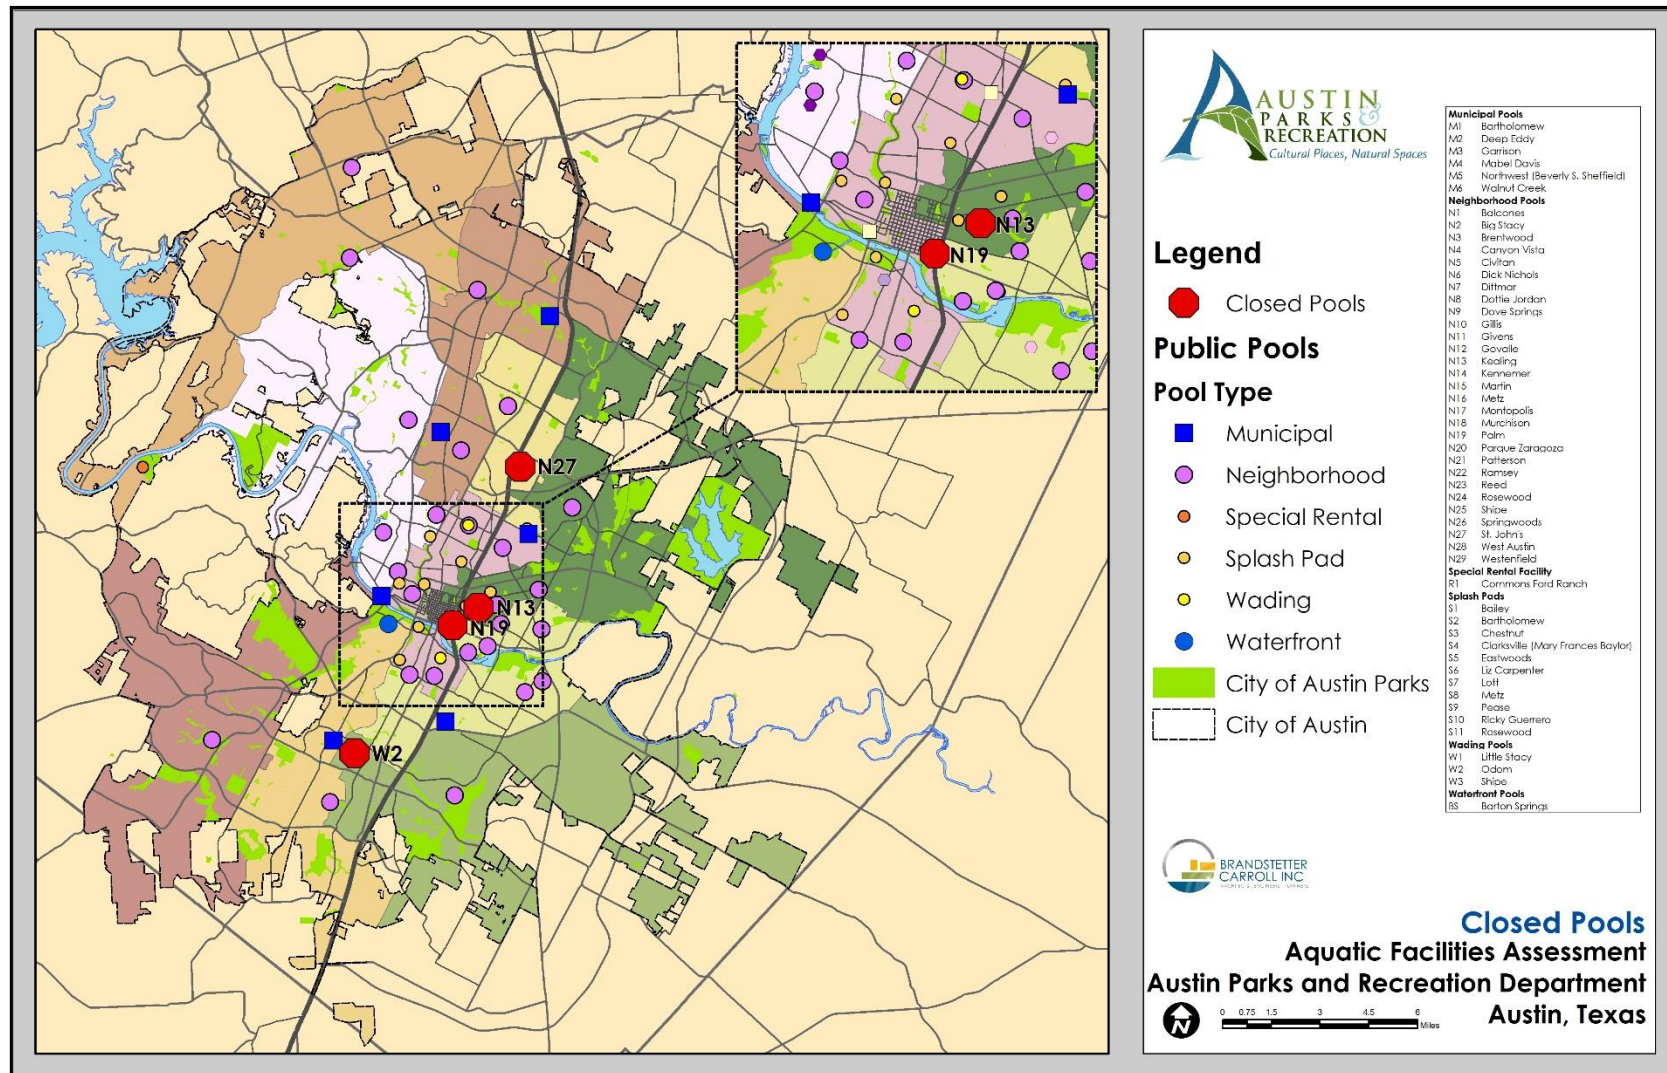 N27
N13
N19
W2
N13
N19
AUSTIN
PARKS &
RECREATION
Cultural Places, Natural Spaces
Legend
Closed Pools
Public Pools
Pool Type
Municipal
Neighborhood
Special Rental
Splash Pad
Wading
Waterfront
City of Austin Parks
City of Austin
Municipal Pools
M1 Bartholomew
M2 Deep Eddy
M3 Garrison
M4 Mabel Davis
M5 Northwest (Beverly S. Sheffield)
M6 Walnut Creek
Neighborhood Pools
N1 Balcones
N2 Big Stacy
N3 Brentwood
N4 Canyon Vista
N5 Civitan
N6 Dick Nichols
N7 Dittmar
N8 Dottie Jordan
N9 Dove Springs
N10 Gillis
N11 Givens
N12 Govalle
N13 Kealing
N14 Kennemer
N15 Martin
N16 Metz
N17 Montopolis
N18 Murchison
N19 Palm
N20 Parque Zaragoza
N21 Patterson
N22 Ramsey
N23 Reed
N24 Rosewood
N25 Shipe
N26 Springwoods
N27 St. John's
N28 West Austin
N29 Westenfield
Special Rental Facility
R1 Commons Ford Ranch
Splash Pads
S1 Bailey
S2 Bartholomew
S3 Chestnut
S4 Clarksville (Mary Frances Baylor)
S5 Eastwoods
S6 Liz Carpenter
S7 Lott
S8 Metz
S9 Pease
S10 Ricky Guerrero
S11 Rosewood
Wading Pools
W1 Little Stacy
W2 Odom
W3 Shipe
Waterfront Pools
BS Barton Springs
BRANDSTETTER
CARROLL INC
Closed Pools
Aquatic Facilities Assessment
Austin Parks and Recreation Department
Austin, Texas
N
0 0.75 1.5 3 4.5 6
Miles